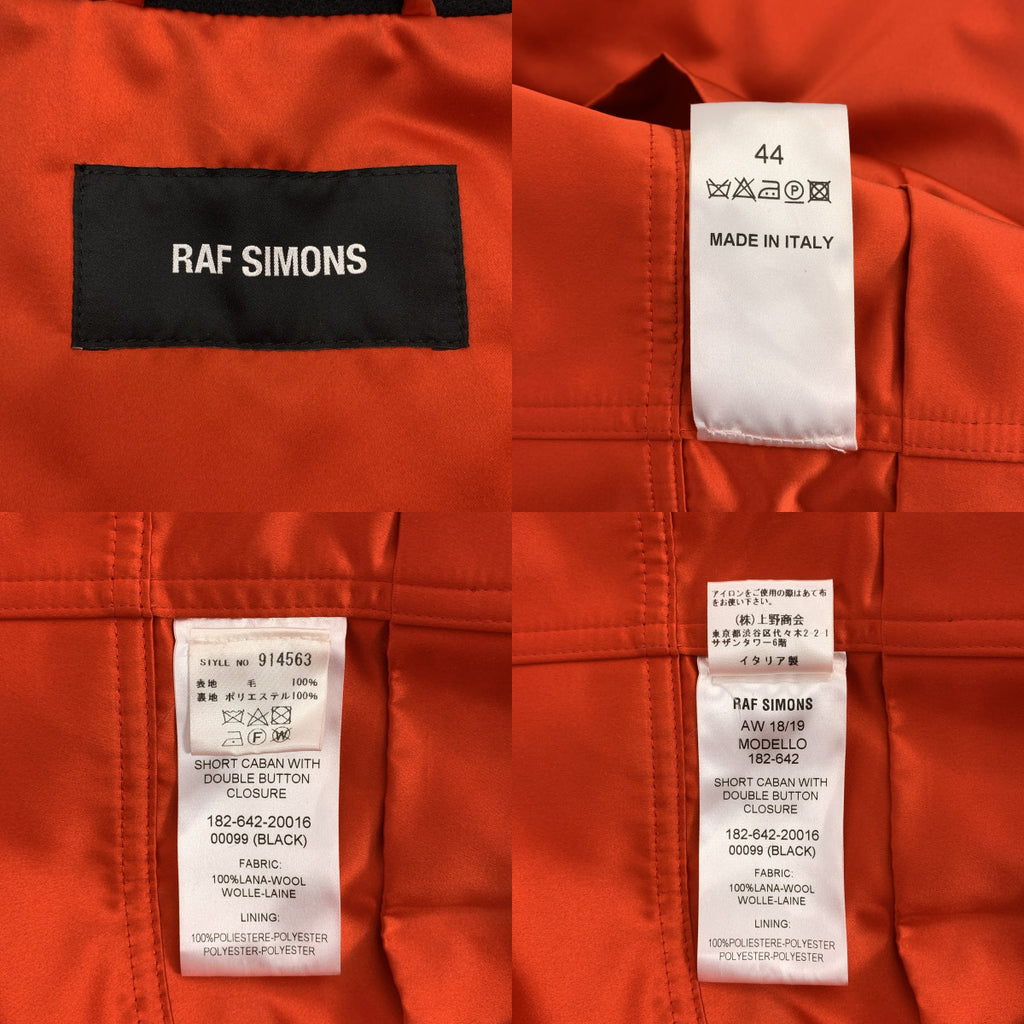 RAF SIMONS
44
MADE IN ITALY
STYLE NO 914563
表地 毛 100%
裏地 ポリエステル100%
SHORT CABAN WITH
DOUBLE BUTTON
CLOSURE
182-642-20016
00099 (BLACK)
FABRIC:
100%LANA-WOOL
WOLLE-LAINE
LINING:
100%POLIESTERE-POLYESTER
POLYESTER-POLYESTER
アイロンをご使用の際はあて布
をお使い下さい。
(株)上野商会
東京都渋谷区代々木2-2-1
サザンタワー6階
イタリア製
RAF SIMONS
AW 18/19
MODELLO
182-642
SHORT CABAN WITH
DOUBLE BUTTON
CLOSURE
182-642-20016
00099 (BLACK)
FABRIC:
100%LANA-WOOL
WOLLE-LAINE
LINING:
100%POLIESTERE-POLYESTER
POLYESTER-POLYESTER